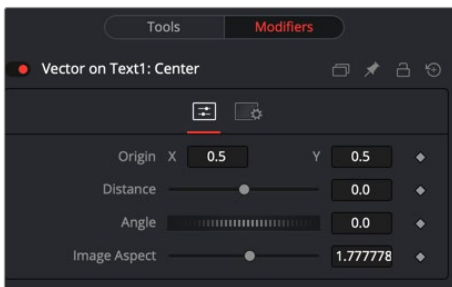 Tools Modifiers
Vector on Text1: Center
Origin X 0.5 Y 0.5
Distance 0.0
Angle 0.0
Image Aspect 1.777778